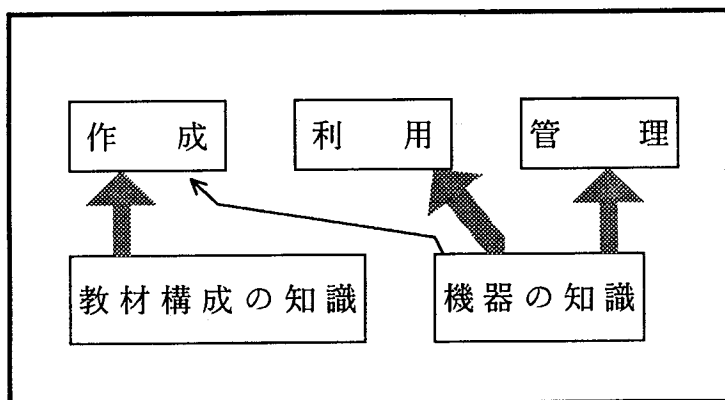 作成
利用
管理
教材構成の知識
機器の知識